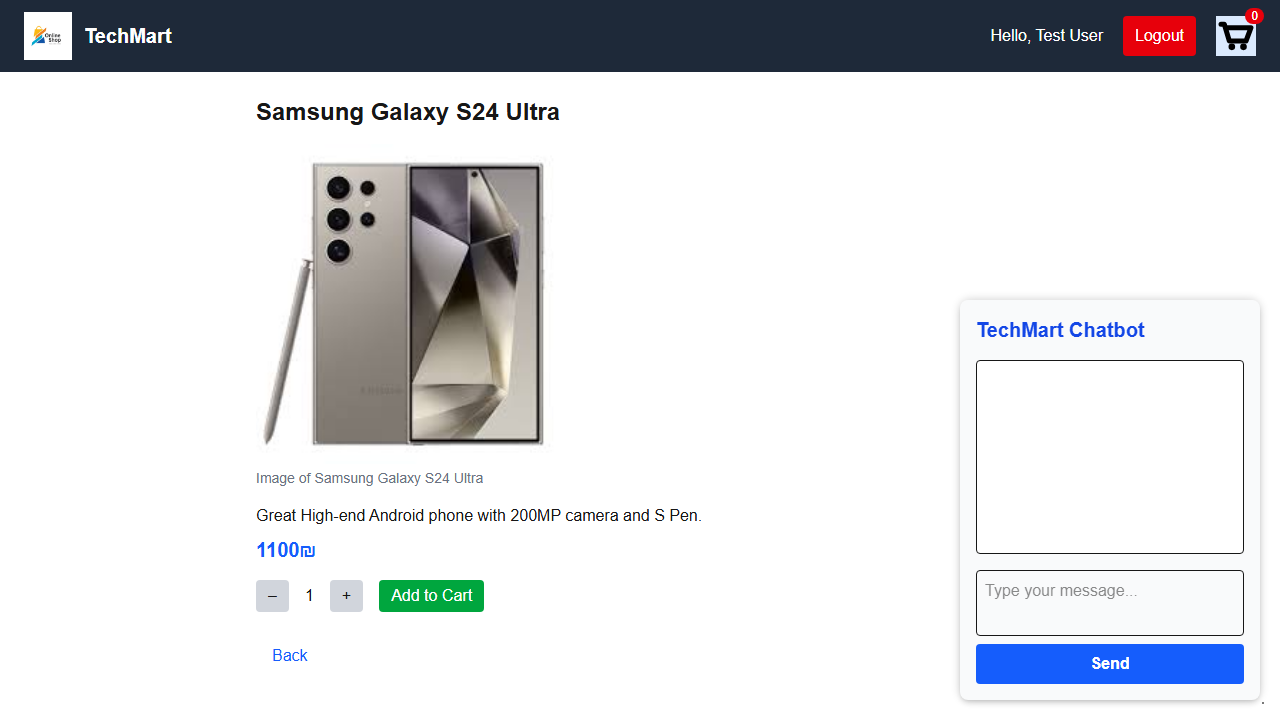 Online
Shop
TechMart
Hello, Test User
Logout
0
Samsung Galaxy S24 Ultra
SAMSUNG
Image of Samsung Galaxy S24 Ultra
Great High-end Android phone with 200MP camera and S Pen.
1100₪
–
1
+
Add to Cart
Back
TechMart Chatbot
Type your message...
Send
.